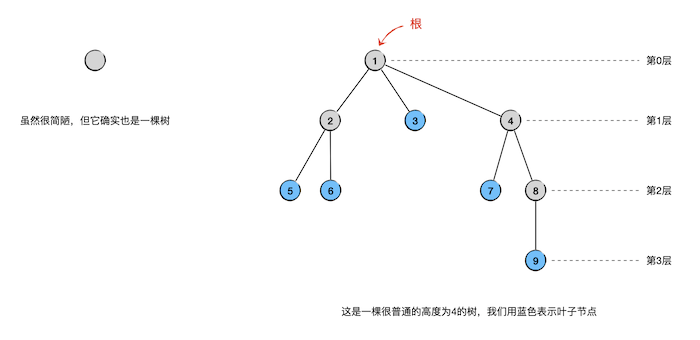 根
1
第0层
虽然很简陋，但它确实也是一棵树
2
3
4
第1层
5
6
7
8
第2层
9
第3层
这是一棵很普通的高度为4的树，我们用蓝色表示叶子节点